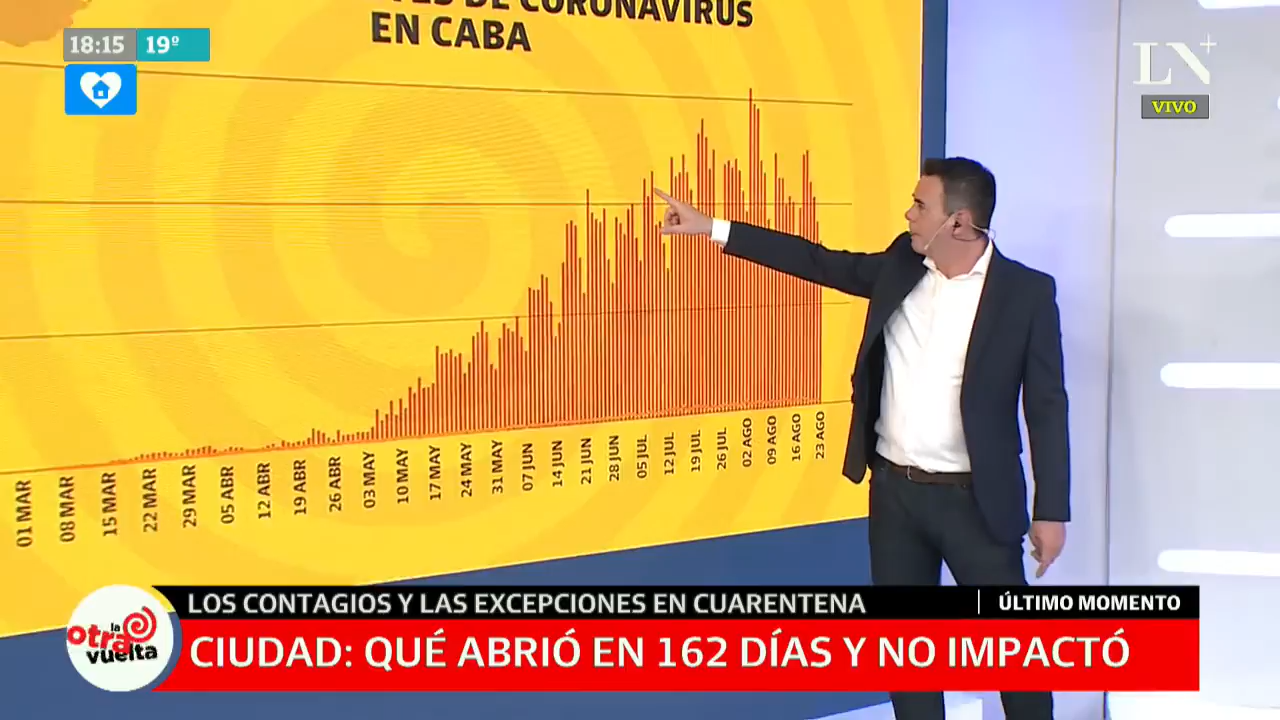 DE CORONAVIRUS
EN CABA
18:15 19º
LN+
VIVO
01 MAR
08 MAR
15 MAR
22 MAR
29 MAR
05 ABR
12 ABR
19 ABR
26 ABR
03 MAY
10 MAY
17 MAY
24 MAY
31 MAY
07 JUN
14 JUN
21 JUN
28 JUN
05 JUL
12 JUL
19 JUL
26 JUL
02 AGO
09 AGO
16 AGO
23 AGO
LOS CONTAGIOS Y LAS EXCEPCIONES EN CUARENTENA
ÚLTIMO MOMENTO
la
otra
vuelta
CIUDAD: QUÉ ABRIÓ EN 162 DÍAS Y NO IMPACTÓ